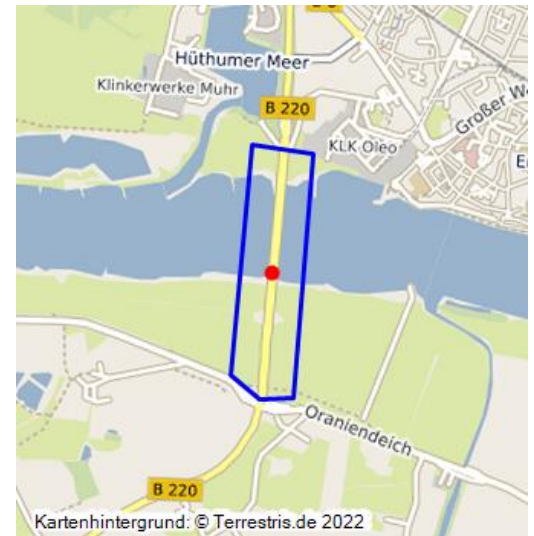 Hüthumer Meer
Klinkerwerke Muhr
B 220
Großer W
KLK Oleo
E
Oraniendeich
B 220
Kartenhintergrund: © Terrestris.de 2022